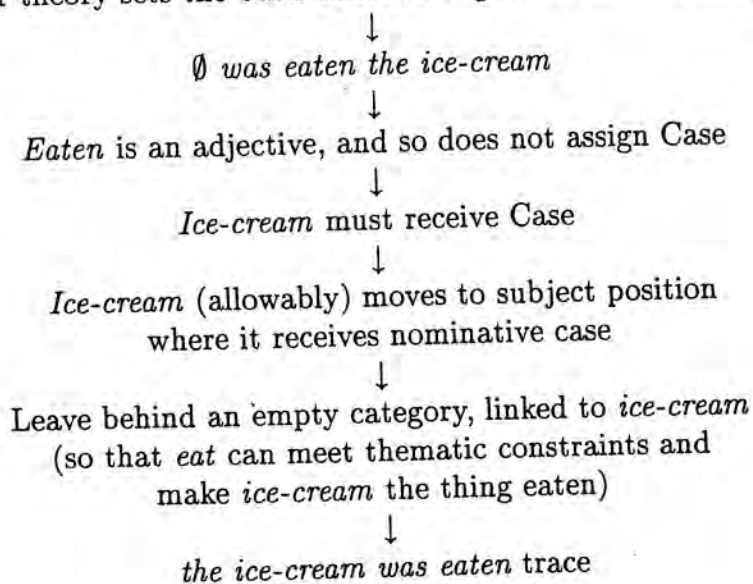 theory sets the
↓
∅ was eaten the ice-cream
↓
Eaten is an adjective, and so does not assign Case
↓
Ice-cream must receive Case
↓
Ice-cream (allowably) moves to subject position
where it receives nominative case
↓
Leave behind an empty category, linked to ice-cream
(so that eat can meet thematic constraints and
make ice-cream the thing eaten)
↓
the ice-cream was eaten trace